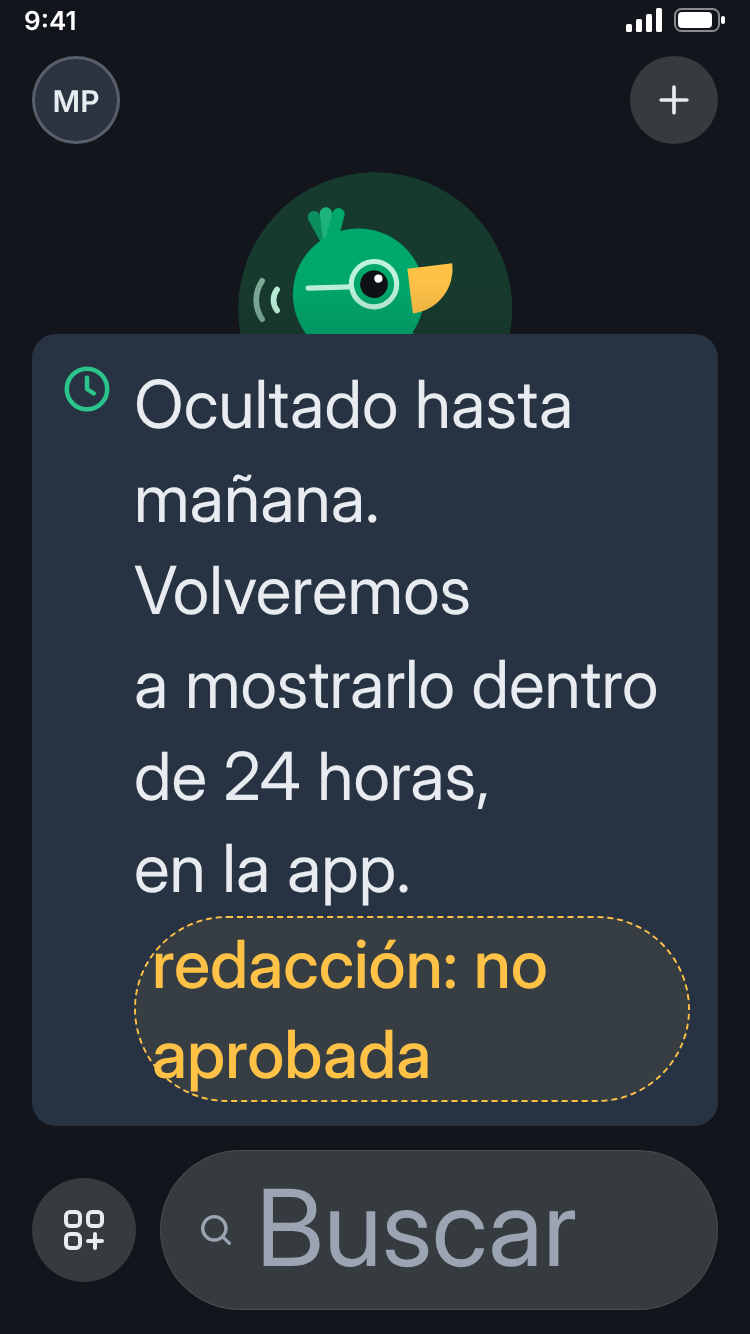 9:41
MP
Ocultado hasta
mañana.
Volveremos
a mostrarlo dentro
de 24 horas,
en la app.
redacción: no
aprobada
Buscar